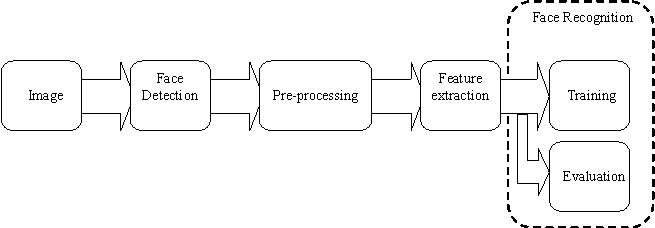 Face Recognition
Image
Face
Detection
Pre-processing
Feature
extraction
Training
Evaluation